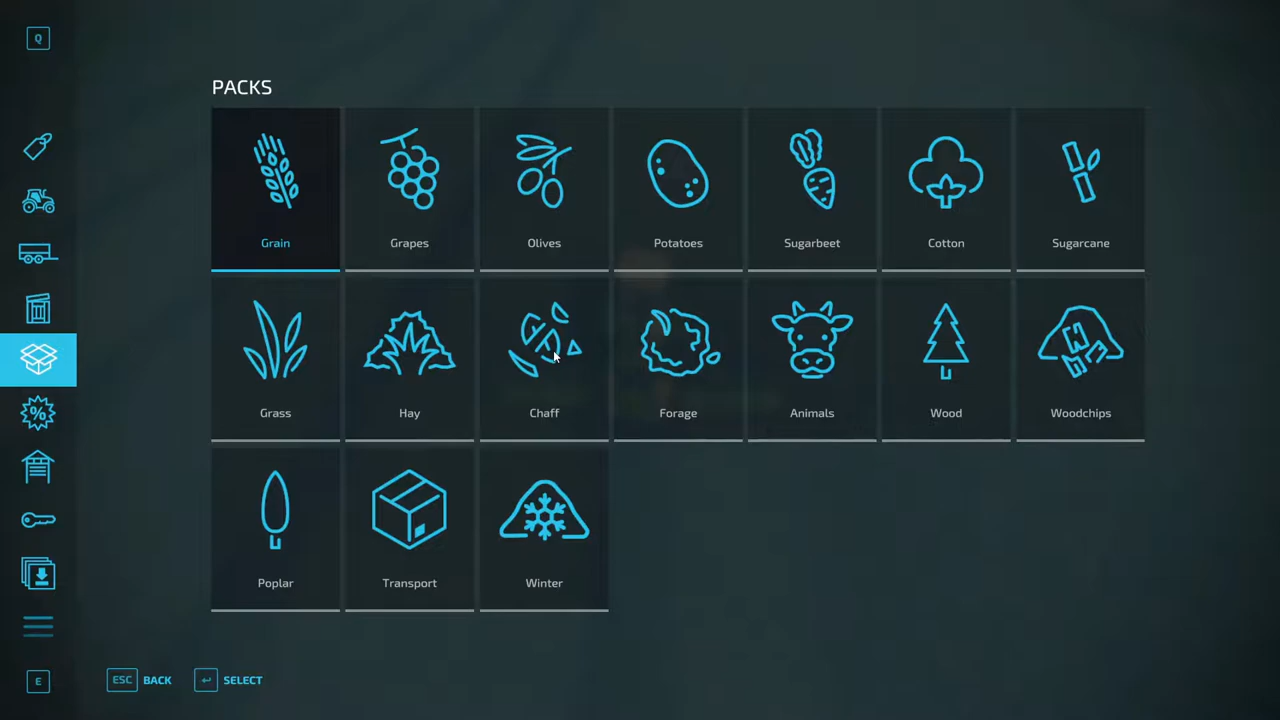 Q
PACKS
Grain Grapes Olives Potatoes Sugarbeet Cotton Sugarcane
Grass Hay Chaff Forage Animals Wood Woodchips
Poplar Transport Winter
%
E
ESC BACK ↵ SELECT